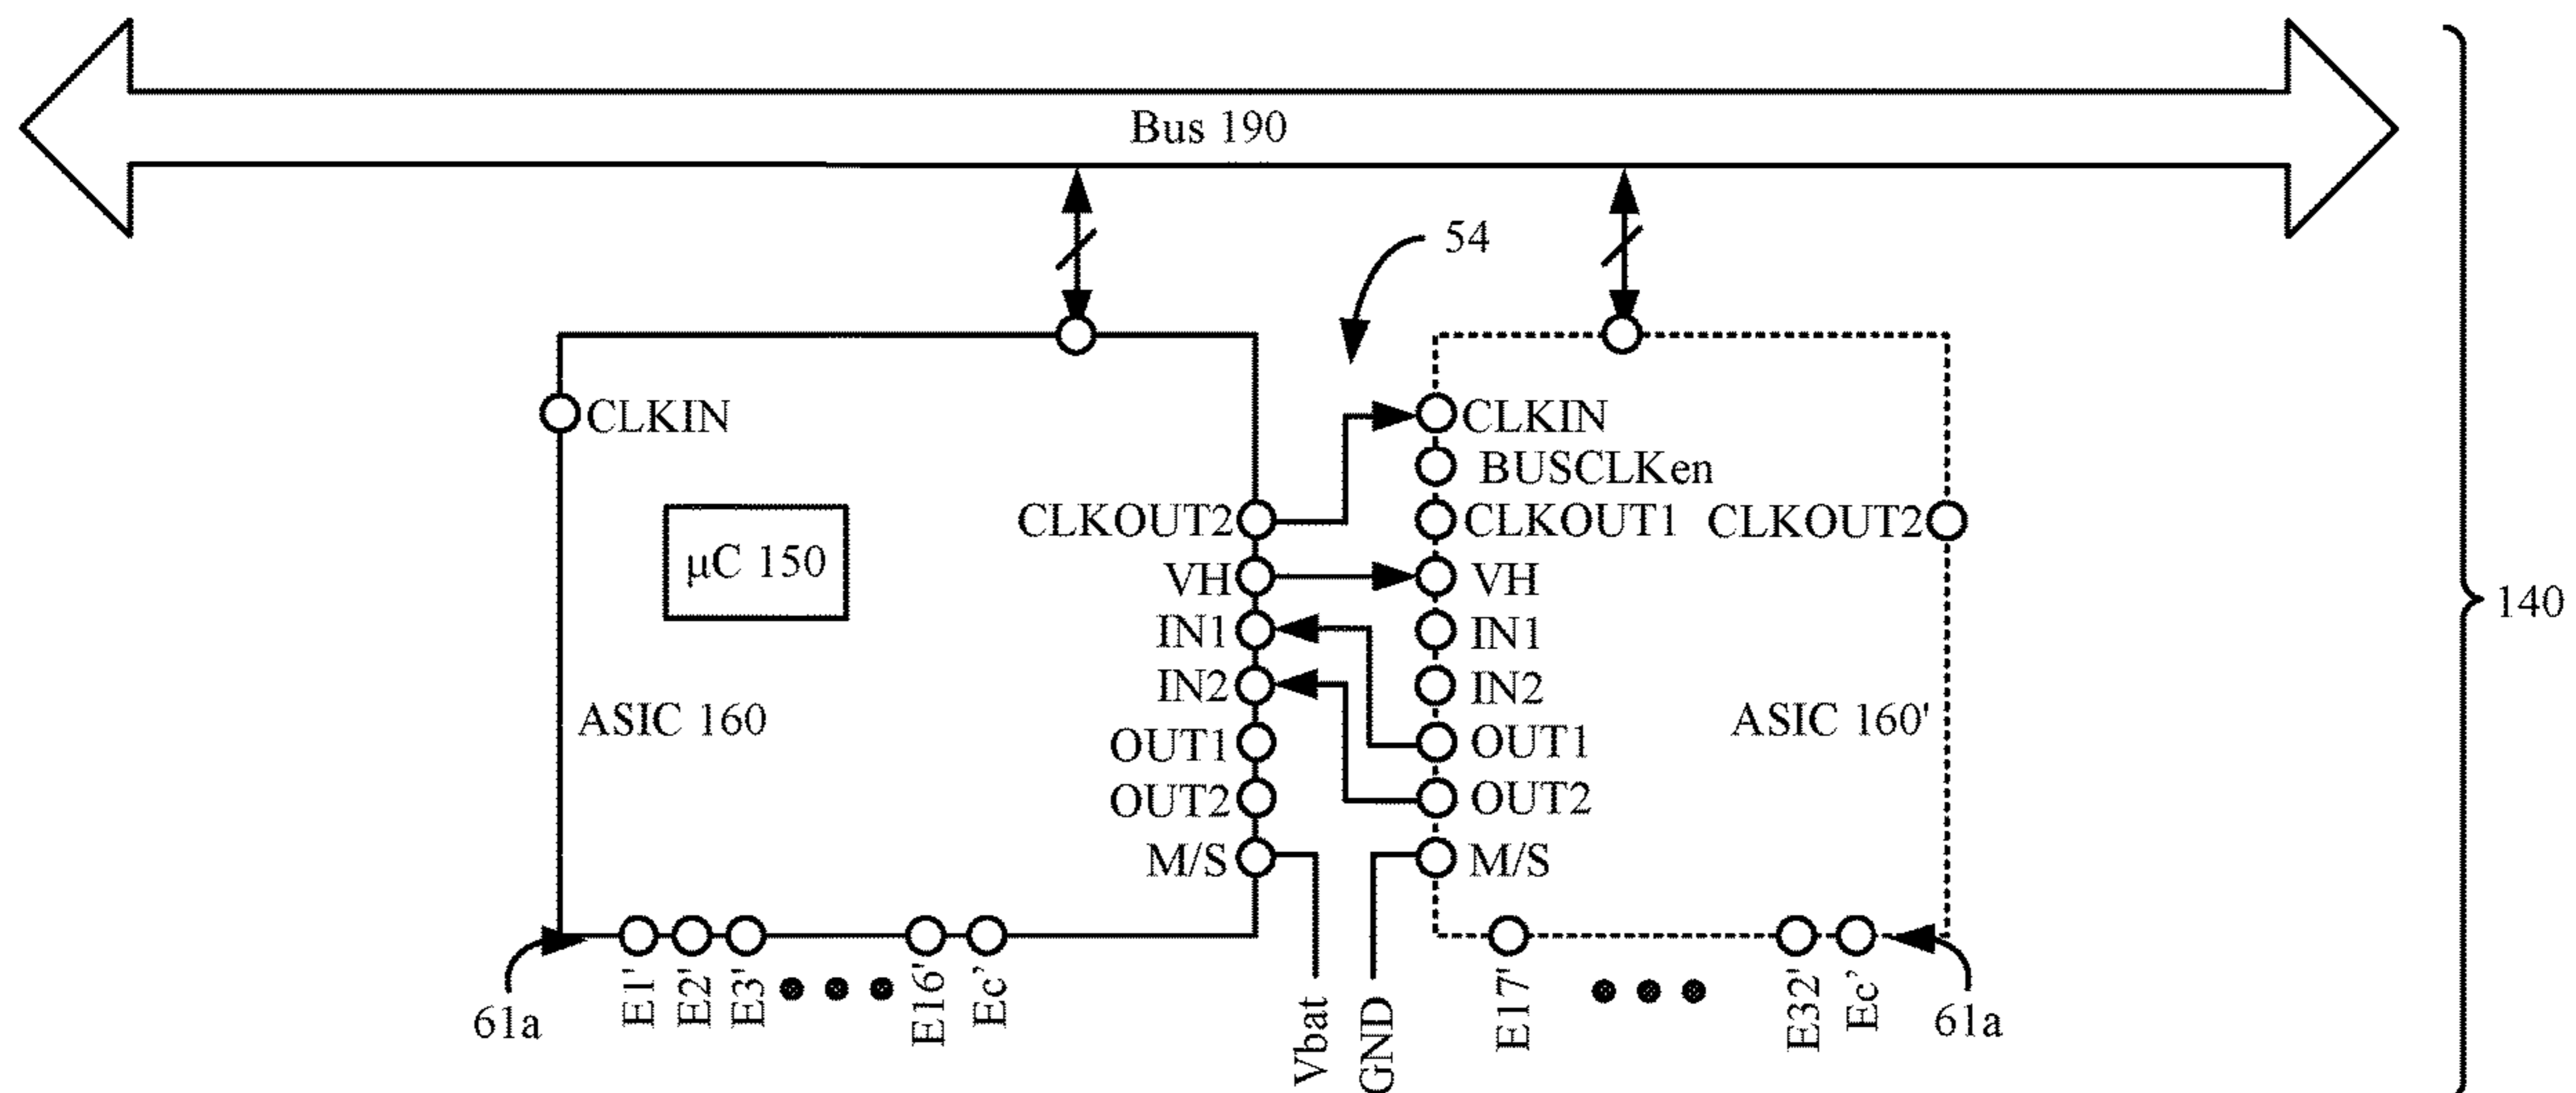 Bus 190
54
CLKIN
CLKIN
BUSCLKen
CLKOUT2
CLKOUT1
CLKOUT2
μC 150
VH
VH
140
IN1
IN1
IN2
IN2
ASIC 160
ASIC 160'
OUT1
OUT1
OUT2
OUT2
M/S
M/S
61a
E1'
E2'
E3'
E16'
Ec’
Vbat
GND
E17'
E32'
Ec’
61a